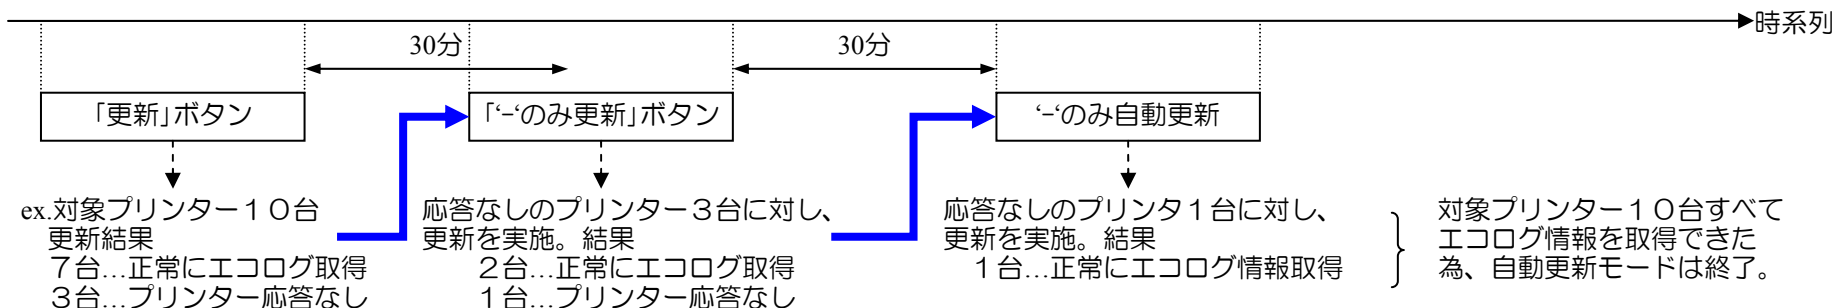 時系列
30分
30分
「更新」ボタン
「‘-‘のみ更新」ボタン
‘-‘のみ自動更新
ex.対象プリンター１０台
更新結果
７台…正常にエコログ取得
３台…プリンター応答なし
応答なしのプリンター３台に対し、
更新を実施。結果
２台…正常にエコログ取得
１台…プリンター応答なし
応答なしのプリンタ１台に対し、
更新を実施。結果
１台…正常にエコログ情報取得
対象プリンター１０台すべて
エコログ情報を取得できた
為、自動更新モードは終了。